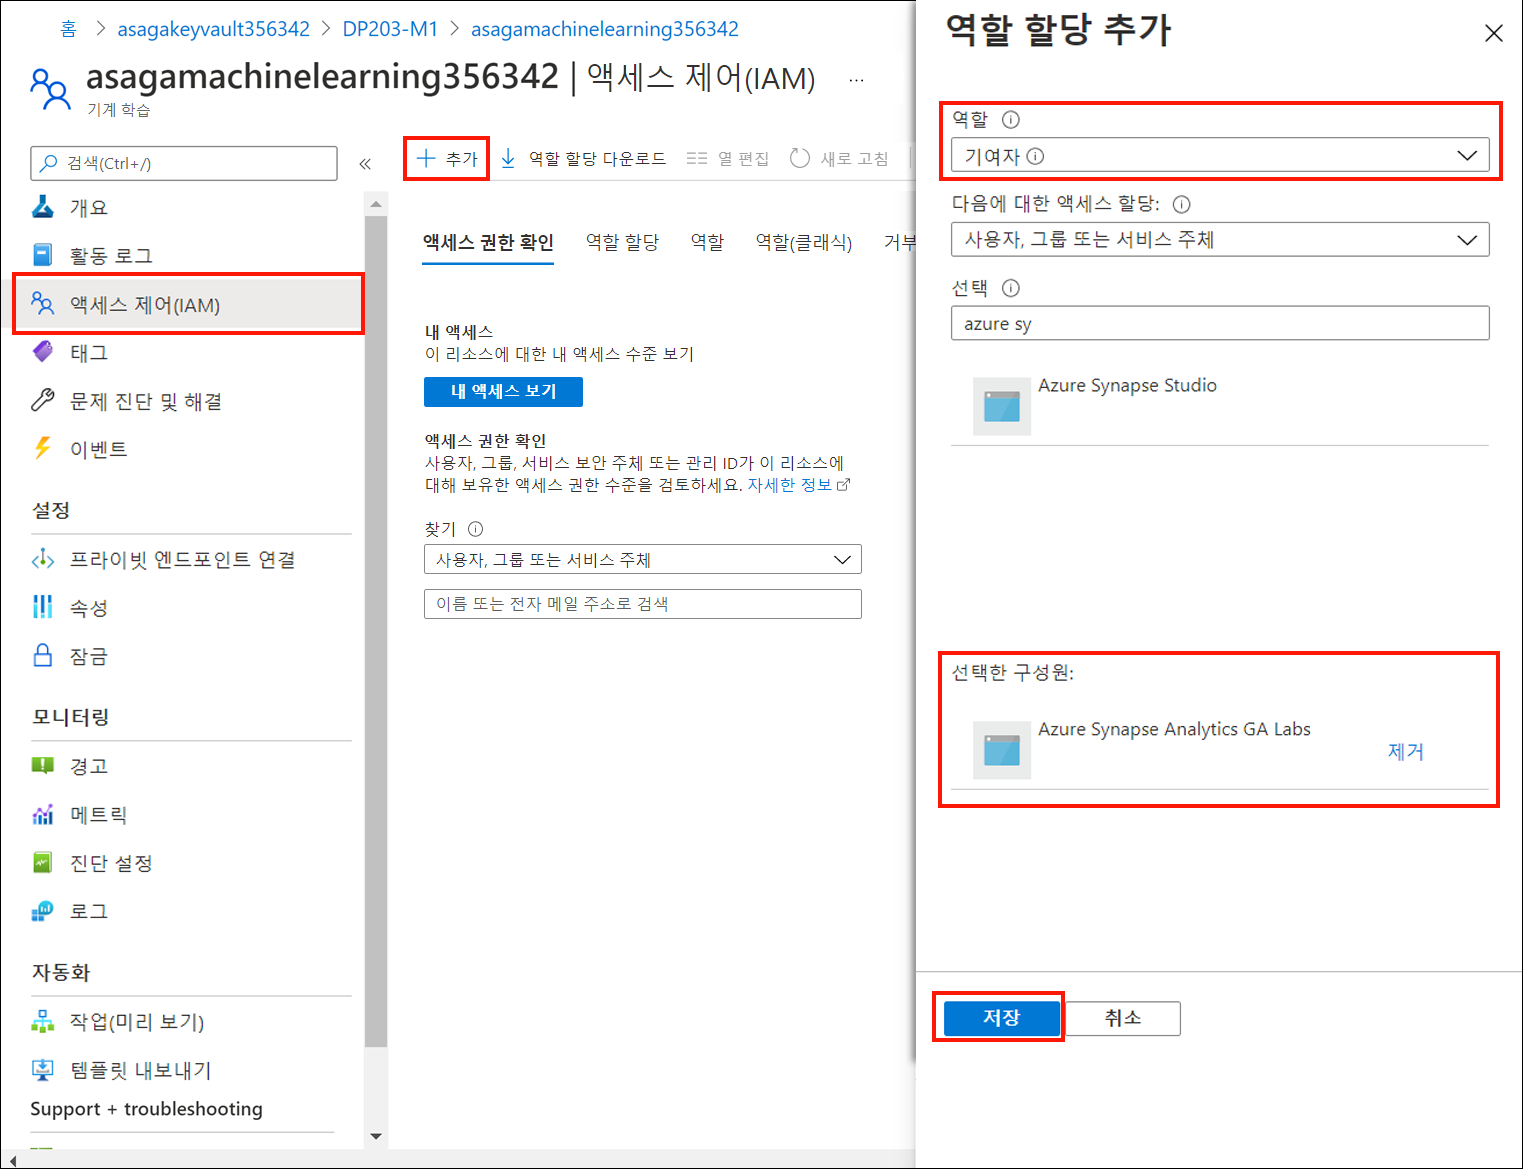 홈 > asagakeyvault356342 > DP203-M1 > asagamachinelearning356342
asagamachinelearning356342 | 액세스 제어(IAM) ...
기계 학습
검색(Ctrl+/)
«
개요
활동 로그
액세스 제어(IAM)
태그
문제 진단 및 해결
이벤트
설정
프라이빗 엔드포인트 연결
속성
잠금
모니터링
경고
메트릭
진단 설정
로그
자동화
작업(미리 보기)
템플릿 내보내기
Support + troubleshooting
+ 추가
역할 할당 다운로드
열 편집
새로 고침
액세스 권한 확인
역할 할당
역할
역할(클래식)
거부
내 액세스
이 리소스에 대한 내 액세스 수준 보기
내 액세스 보기
액세스 권한 확인
사용자, 그룹, 서비스 보안 주체 또는 관리 ID가 이 리소스에
대해 보유한 액세스 권한 수준을 검토하세요. 자세한 정보
찾기
사용자, 그룹 또는 서비스 주체
이름 또는 전자 메일 주소로 검색
역할 할당 추가
역할
기여자
다음에 대한 액세스 할당:
사용자, 그룹 또는 서비스 주체
선택
azure sy
Azure Synapse Studio
선택한 구성원:
Azure Synapse Analytics GA Labs
제거
저장
취소